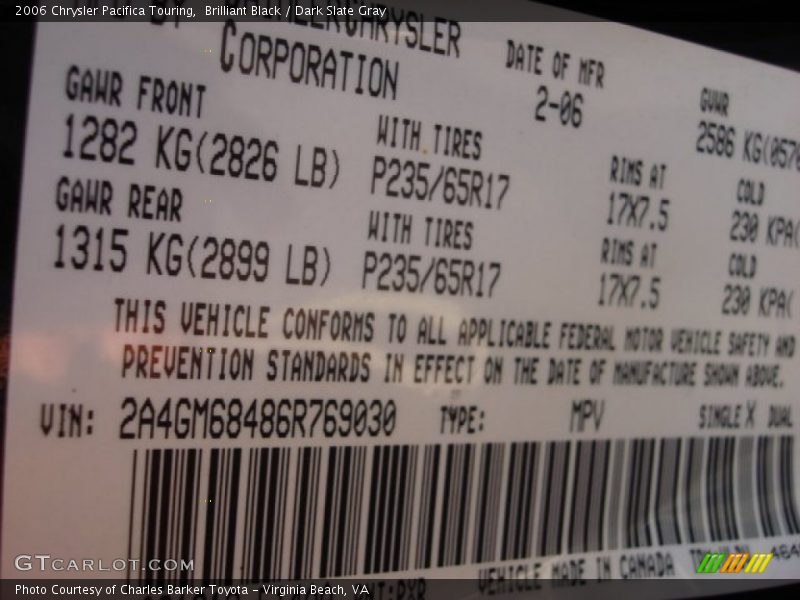 2006 Chrysler Pacifica Touring,  Brilliant Black / Dark Slate Gray
CORPORATION
DATE OF MFR
2-06
GVWR
2586 KG(
GAWR FRONT
1282 KG(2826 LB)
WITH TIRES
P235/65R17
RIMS AT
17X7.5
COLD
230 KPA(
GAWR REAR
1315 KG(2899 LB)
WITH TIRES
P235/65R17
RIMS AT
17X7.5
COLD
230 KPA(
THIS VEHICLE CONFORMS TO ALL APPLICABLE FEDERAL MOTOR VEHICLE SAFETY AND
PREVENTION STANDARDS IN EFFECT ON THE DATE OF MANUFACTURE SHOWN ABOVE.
VIN: 2A4GM68486R769030 TYPE: MPV SINGLE X DUAL
VEHICLE MADE IN CANADA
GTCARLOT.COM
Photo Courtesy of Charles Barker Toyota - Virginia Beach, VA